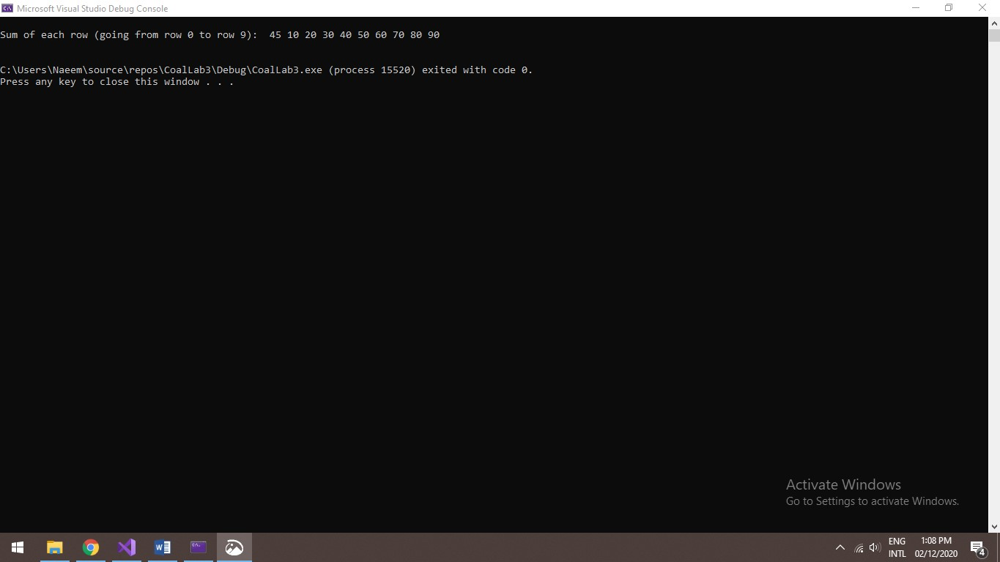 Microsoft Visual Studio Debug Console
Sum of each row (going from row 0 to row 9):  45 10 20 30 40 50 60 70 80 90
C:\Users\Naeem\source\repos\CoalLab3\Debug\CoalLab3.exe (process 15520) exited with code 0.
Press any key to close this window . . .
Activate Windows
Go to Settings to activate Windows.
ENG 1:08 PM
INTL 02/12/2020
4